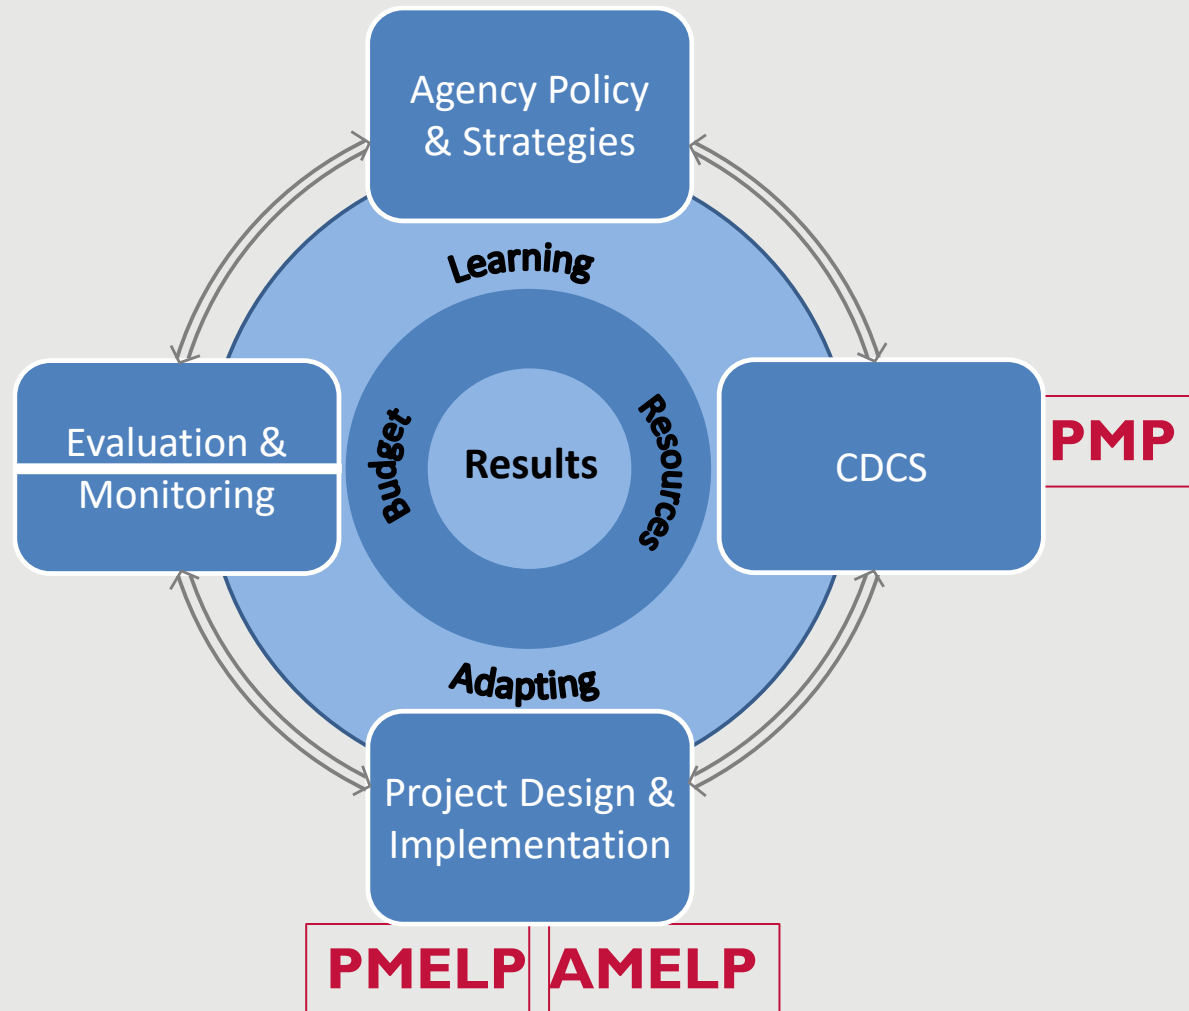 Agency Policy
& Strategies
Learning
Evaluation &
Monitoring
Budget
Results
Resources
CDCS
PMP
Adapting
Project Design &
Implementation
PMELP
AMELP